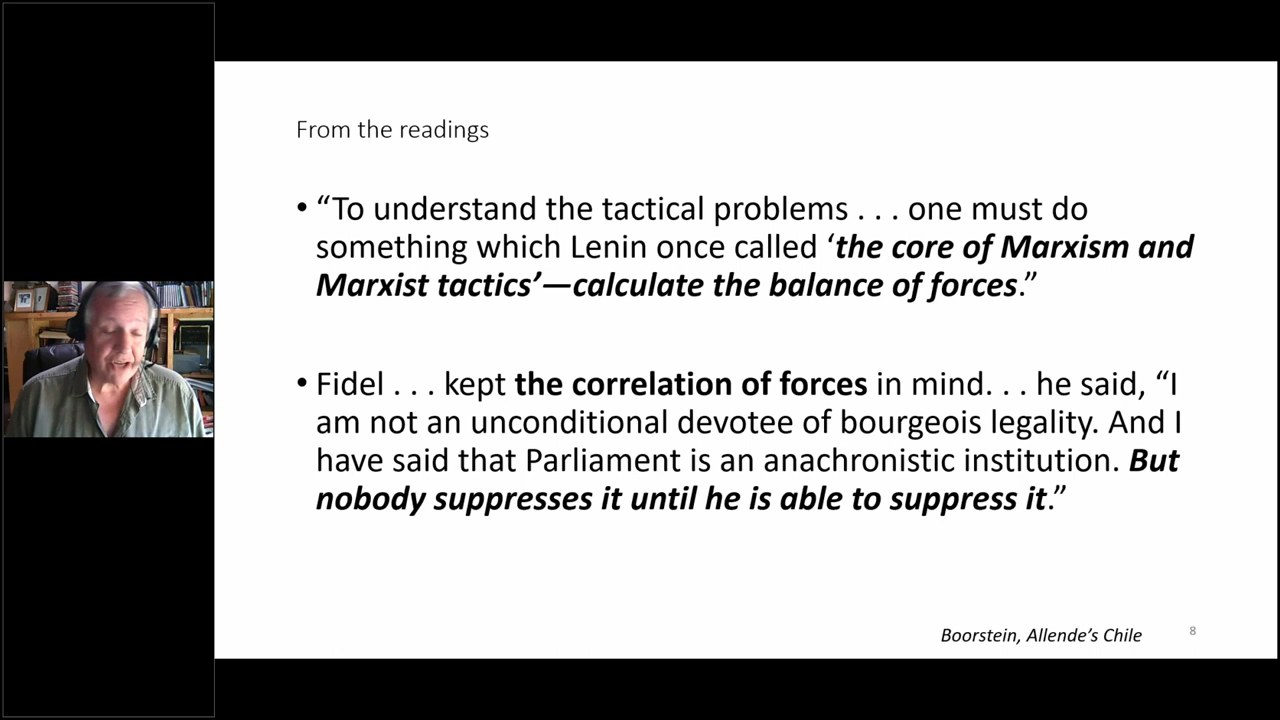 From the readings
• “To understand the tactical problems . . . one must do
something which Lenin once called ‘the core of Marxism and
Marxist tactics’—calculate the balance of forces.”
• Fidel . . . kept the correlation of forces in mind. . . he said, “I
am not an unconditional devotee of bourgeois legality. And I
have said that Parliament is an anachronistic institution. But
nobody suppresses it until he is able to suppress it.”
Boorstein, Allende’s Chile
8